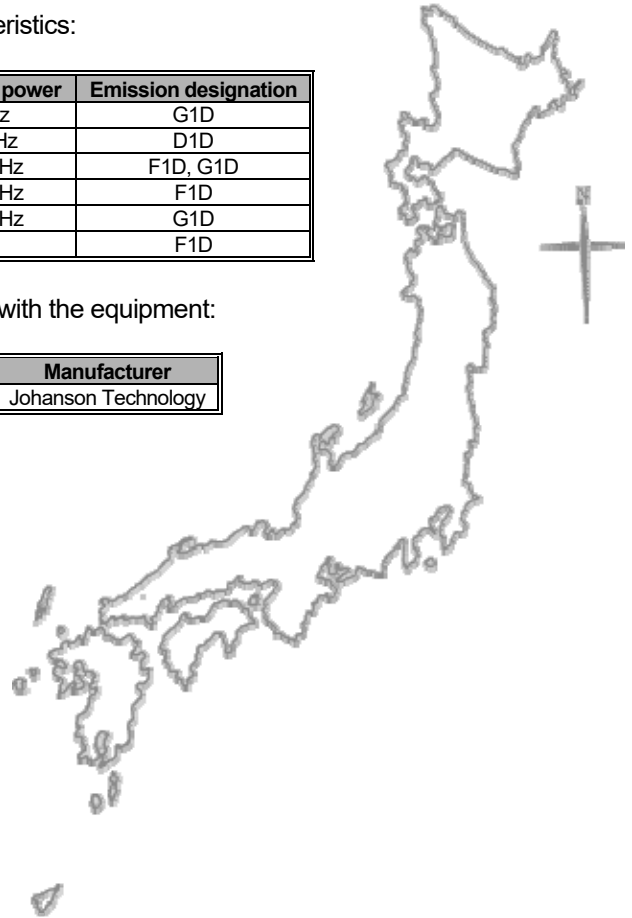 eristics:
power Emission designation
z G1D
Hz D1D
Hz F1D, G1D
Hz F1D
Hz G1D
F1D
with the equipment:
Manufacturer
Johanson Technology
N